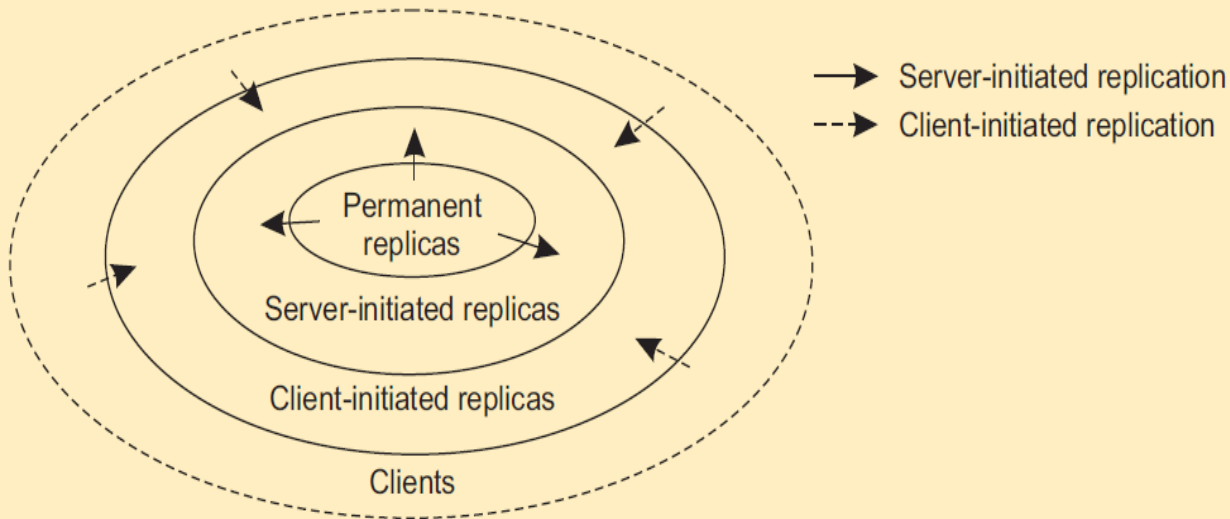 Server-initiated replication
Client-initiated replication
Permanent
replicas
Server-initiated replicas
Client-initiated replicas
Clients